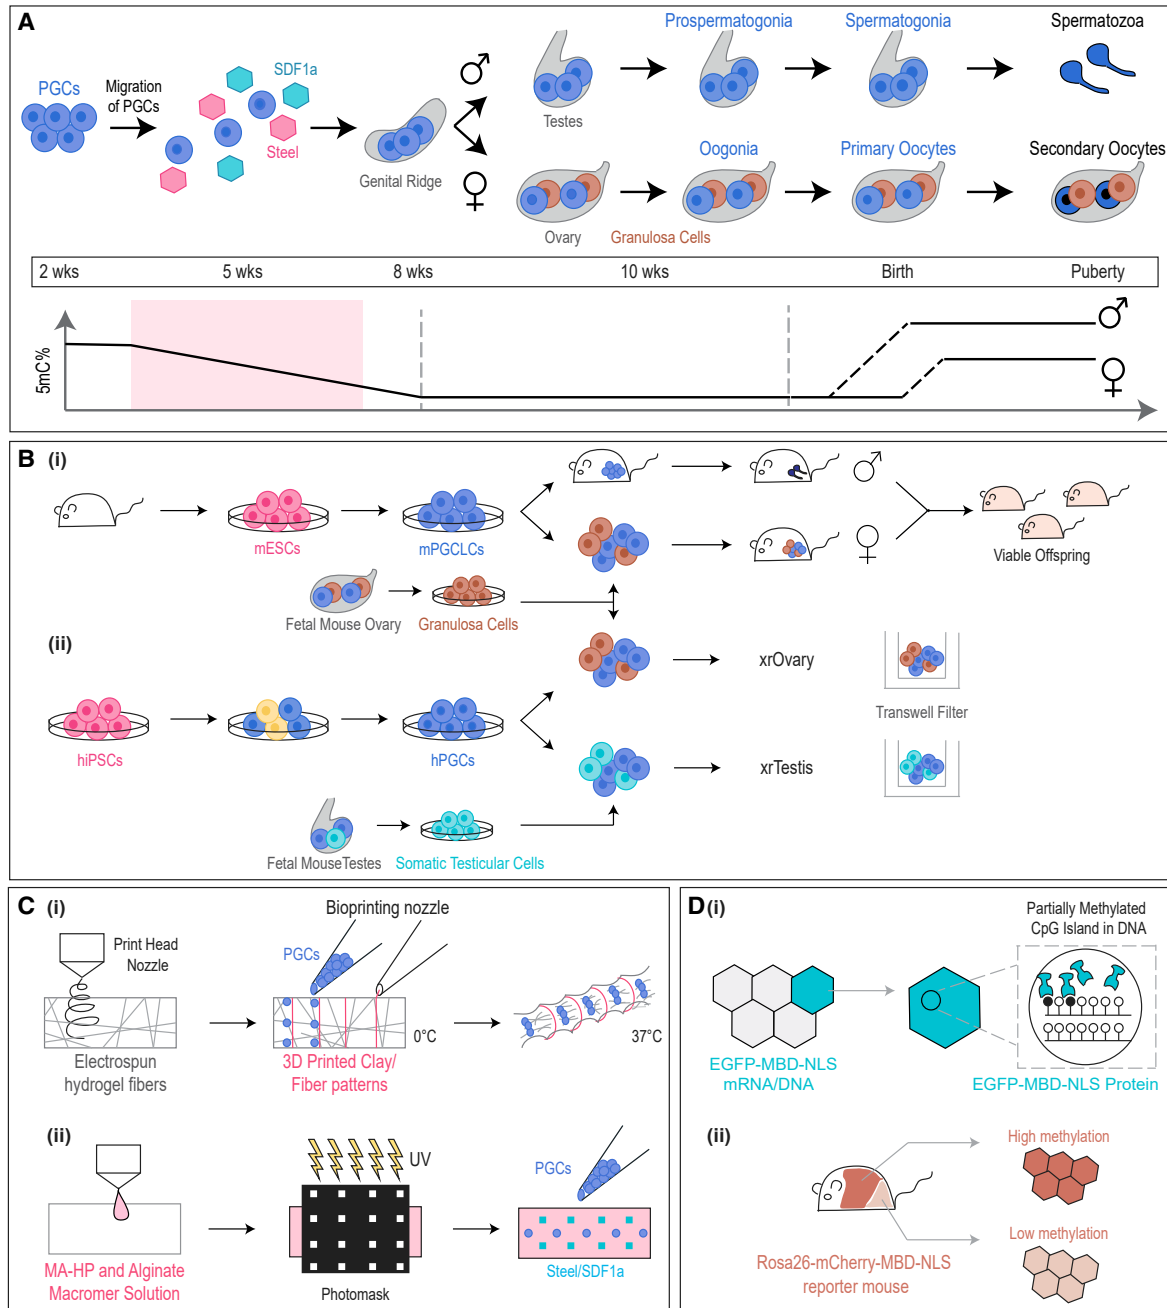 A
PGCs
Migration
of PGCs
SDF1a
Steel
Genital Ridge
♂
♀
Testes
Prospermatogonia
Spermatogonia
Spermatozoa
Ovary
Granulosa Cells
Oogonia
Primary Oocytes
Secondary Oocytes
2 wks
5 wks
8 wks
10 wks
Birth
Puberty
5mC%
♂
♀
B
(i)
mESCs
mPGCLCs
♂
♀
Viable Offspring
Fetal Mouse Ovary
Granulosa Cells
(ii)
hiPSCs
hPGCs
xrOvary
Transwell Filter
xrTestis
Fetal MouseTestes
Somatic Testicular Cells
C
(i)
Print Head
Nozzle
Electrospun
hydrogel fibers
Bioprinting nozzle
PGCs
0°C
3D Printed Clay/
Fiber patterns
37°C
(ii)
MA-HP and Alginate
Macromer Solution
UV
Photomask
PGCs
Steel/SDF1a
D
(i)
EGFP-MBD-NLS
mRNA/DNA
Partially Methylated
CpG Island in DNA
EGFP-MBD-NLS Protein
(ii)
Rosa26-mCherry-MBD-NLS
reporter mouse
High methylation
Low methylation